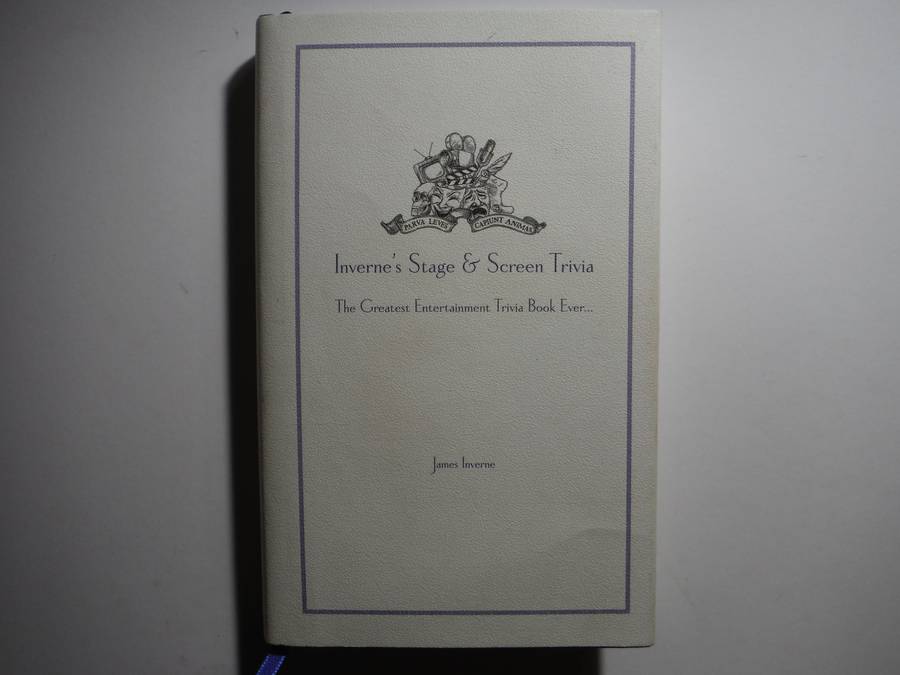 PARVA LEVES CAPIUNT ANIMAS
Inverne's Stage & Screen Trivia
The Greatest Entertainment Trivia Book Ever...
James Inverne